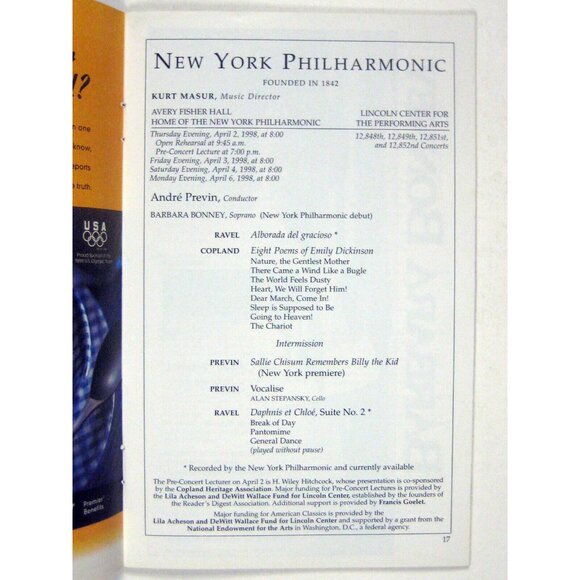 n
!?
n one
know,
ports
a truth.
USA
Premier
Benefits
NEW YORK PHILHARMONIC
FOUNDED IN 1842
KURT MASUR, Music Director
AVERY FISHER HALL
HOME OF THE NEW YORK PHILHARMONIC
LINCOLN CENTER FOR
THE PERFORMING ARTS
Thursday Evening, April 2, 1998, at 8:00
Open Rehearsal at 9:45 a.m.
Pre-Concert Lecture at 7:00 p.m.
Friday Evening, April 3, 1998, at 8:00
Saturday Evening, April 4, 1998, at 8:00
Monday Evening, April 6, 1998, at 8:00
12,848th, 12,849th, 12,851st,
and 12,852nd Concerts
André Previn, Conductor
BARBARA BONNEY, Soprano (New York Philharmonic debut)
RAVEL Alborada del gracioso *
COPLAND Eight Poems of Emily Dickinson
Nature, the Gentlest Mother
There Came a Wind Like a Bugle
The World Feels Dusty
Heart, We Will Forget Him!
Dear March, Come In!
Sleep is Supposed to Be
Going to Heaven!
The Chariot
Intermission
PREVIN Sallie Chisum Remembers Billy the Kid
(New York premiere)
PREVIN Vocalise
ALAN STEPANSKY, Cello
RAVEL Daphnis et Chloé, Suite No. 2 *
Break of Day
Pantomime
General Dance
(played without pause)
* Recorded by the New York Philharmonic and currently available
The Pre-Concert Lecturer on April 2 is H. Wiley Hitchcock, whose presentation is co-sponsored
by the Copland Heritage Association. Major funding for Pre-Concert Lectures is provided by
the Lila Acheson and DeWitt Wallace Fund for Lincoln Center, established by the founders of
the Reader's Digest Association. Additional support is provided by Francis Goelet.
Major funding for American Classics is provided by the
Lila Acheson and DeWitt Wallace Fund for Lincoln Center and supported by a grant from the
National Endowment for the Arts in Washington, D.C., a federal agency.
17